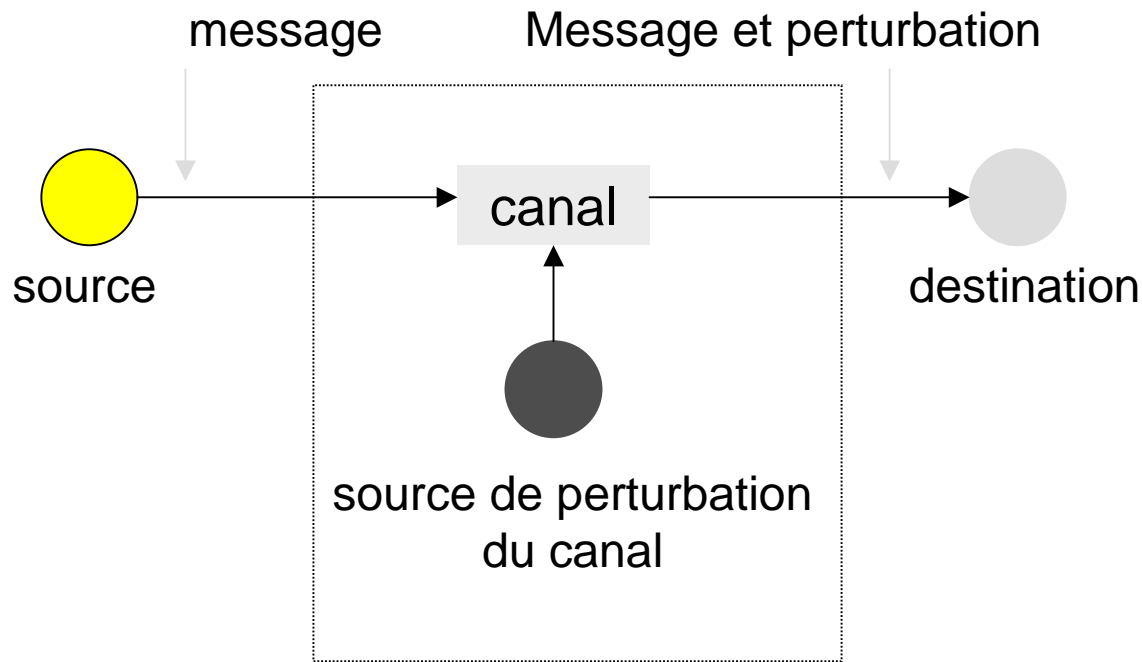 message
Message et perturbation
canal
source
destination
source de perturbation
du canal